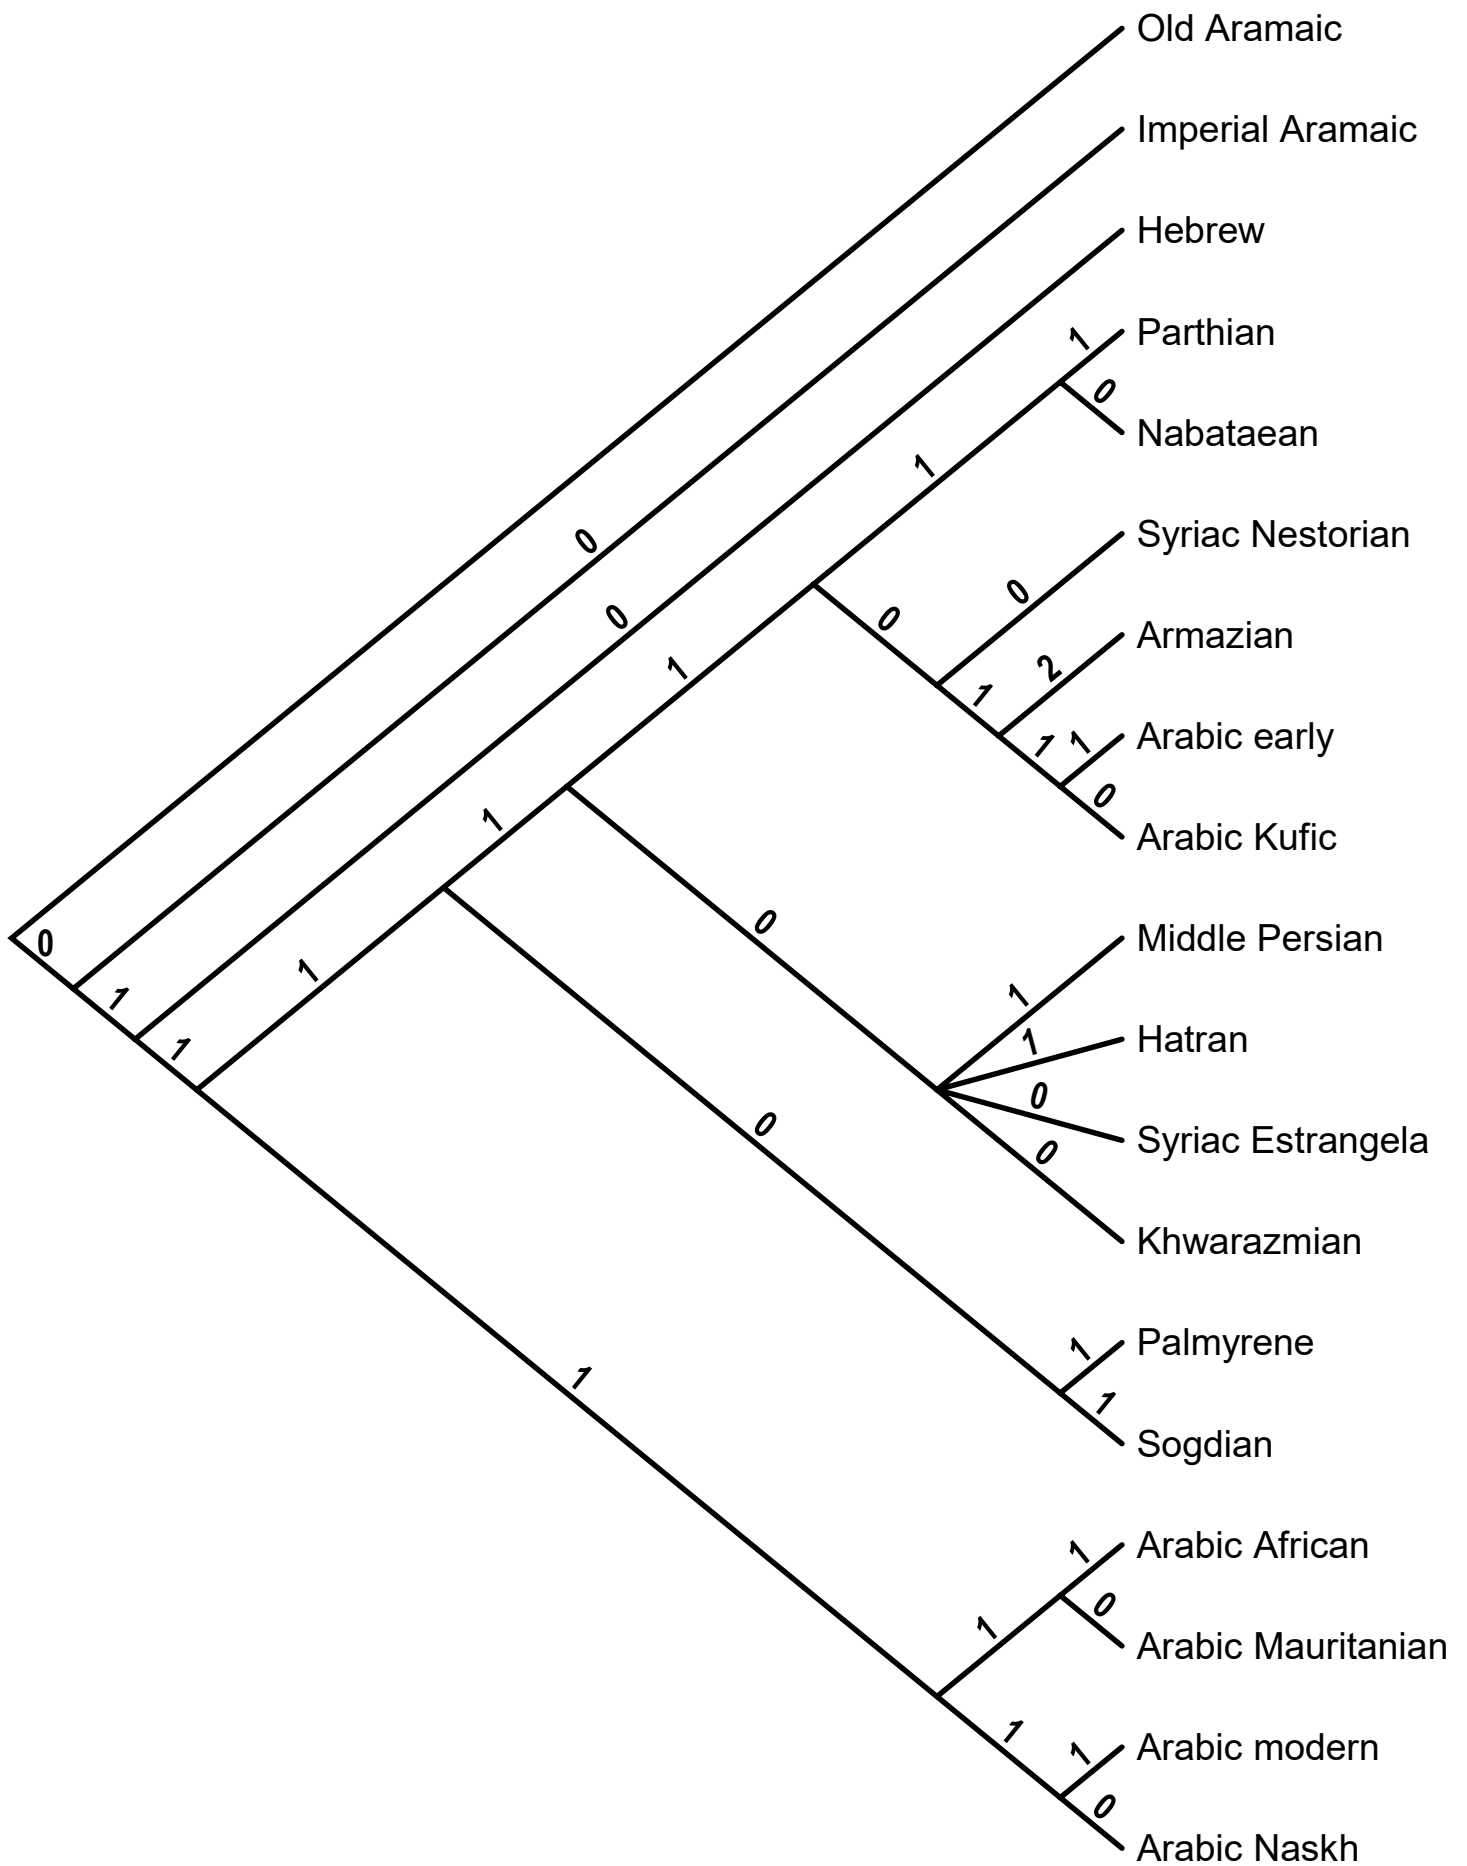 Old Aramaic
Imperial Aramaic
Hebrew
1 Parthian
0
Nabataean
1
Syriac Nestorian
0
0
0
0
Armazian
1
2
1
Arabic early
1
1
0
Arabic Kufic
1
0
Middle Persian
0
1
1
1
Hatran
1
1
0
Syriac Estrangela
0
0
Khwarazmian
1
Palmyrene
1
1
Sogdian
1
Arabic African
0
1
Arabic Mauritanian
1
1
Arabic modern
0
Arabic Naskh